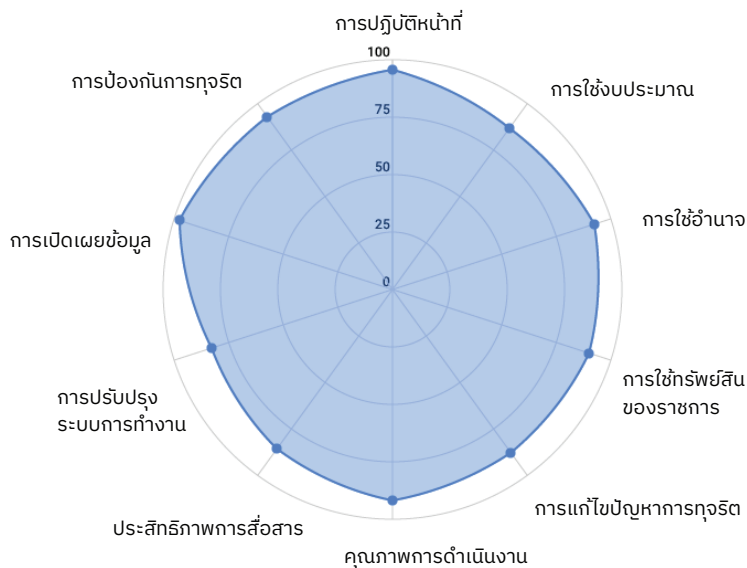 การปฏิบัติหน้าที่
100
การป้องกันการทุจริต
การใช้งบประมาณ
75
50
การใช้อำนาจ
25
การเปิดเผยข้อมูล
0
การใช้ทรัพย์สิน
ของราชการ
การปรับปรุง
ระบบการทำงาน
การแก้ไขปัญหาการทุจริต
ประสิทธิภาพการสื่อสาร
คุณภาพการดำเนินงาน